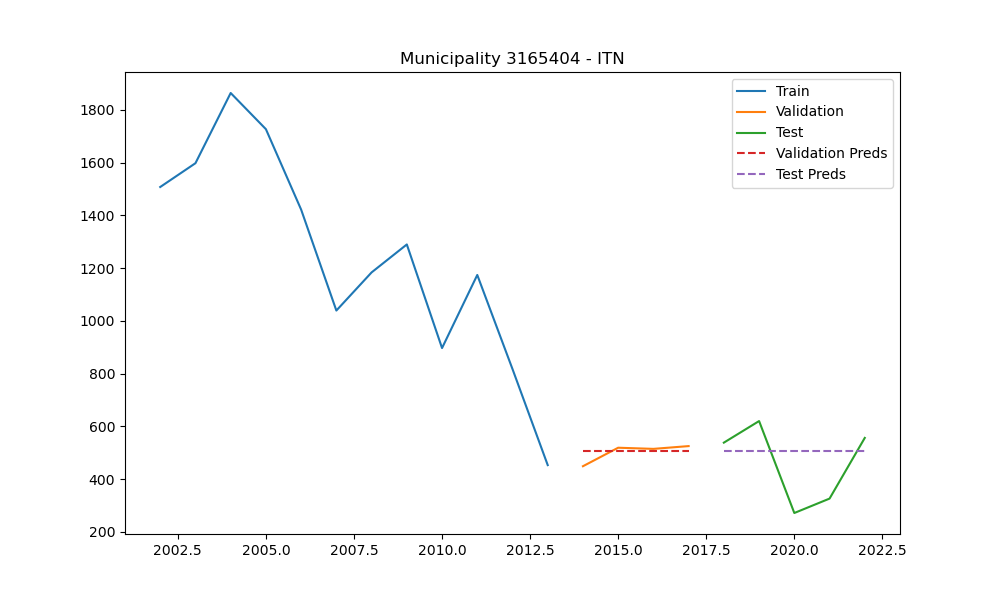 Municipality 3165404 - ITN
Train
Validation
Test
Validation Preds
Test Preds
1800
1600
1400
1200
1000
800
600
400
200
2002.5 2005.0 2007.5 2010.0 2012.5 2015.0 2017.5 2020.0 2022.5